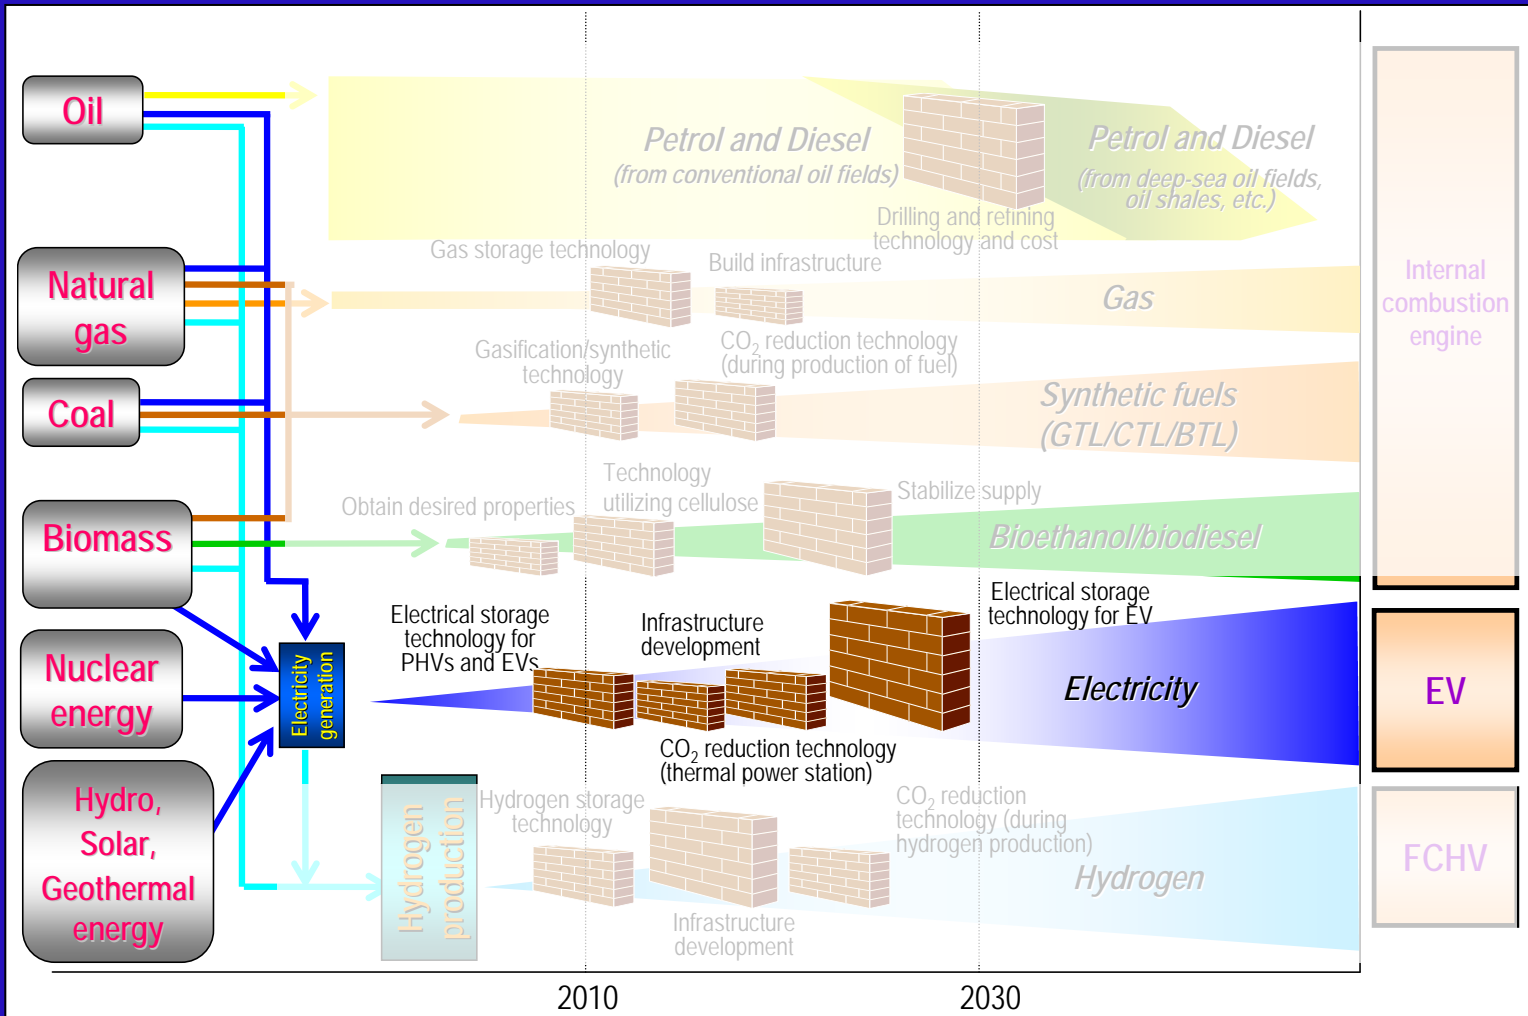 Oil
Natural
gas
Coal
Biomass
Nuclear
energy
Hydro,
Solar,
Geothermal
energy
Electricity
generation
Hydrogen
production
Petrol and Diesel
(from conventional oil fields)
Drilling and refining
technology and cost
Petrol and Diesel
(from deep-sea oil fields,
oil shales, etc.)
Gas storage technology
Build infrastructure
Gas
Gasification/synthetic
technology
CO2 reduction technology
(during production of fuel)
Synthetic fuels
(GTL/CTL/BTL)
Obtain desired properties
Technology
utilizing cellulose
Stabilize supply
Bioethanol/biodiesel
Electrical storage
technology for
PHVs and EVs
Infrastructure
development
CO2 reduction technology
(thermal power station)
Electrical storage
technology for EV
Electricity
Hydrogen storage
technology
Infrastructure
development
CO2 reduction
technology (during
hydrogen production)
Hydrogen
Internal
combustion
engine
EV
FCHV
2010
2030